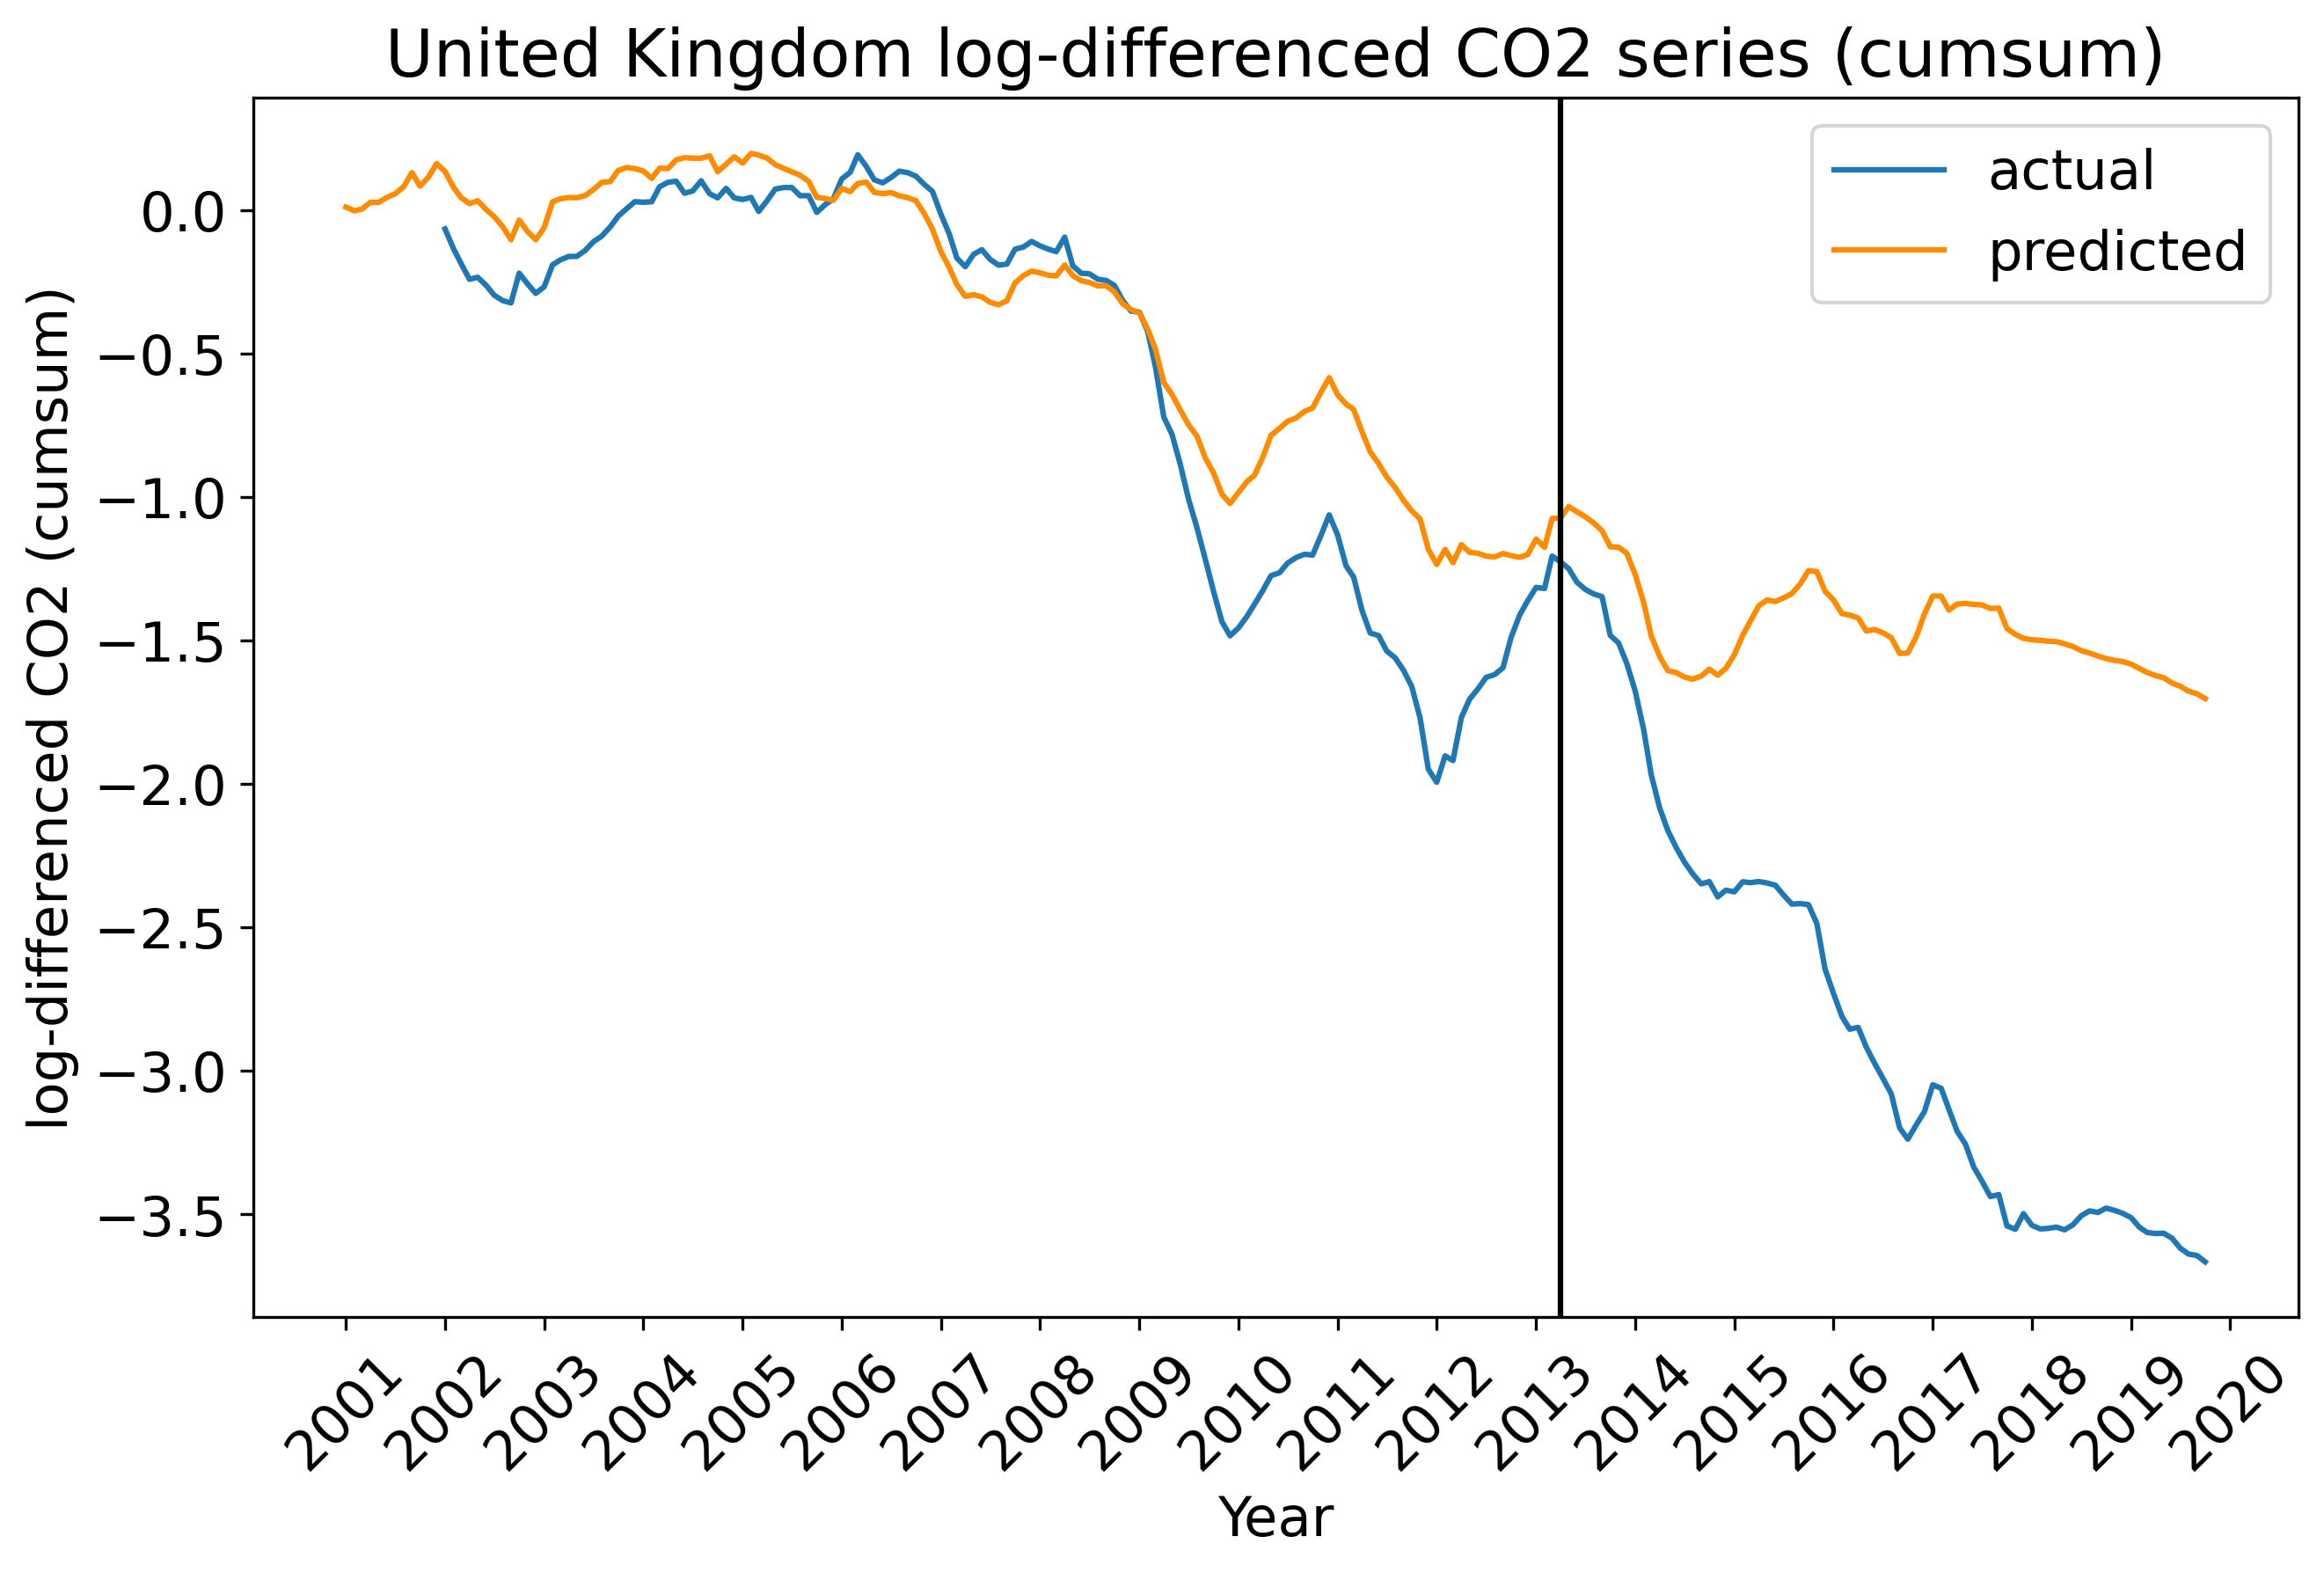 United Kingdom log-differenced CO2 series (cumsum)
actual
predicted
log-differenced CO2 (cumsum)
0.0
−0.5
−1.0
−1.5
−2.0
−2.5
−3.0
−3.5
2001 2002 2003 2004 2005 2006 2007 2008 2009 2010 2011 2012 2013 2014 2015 2016 2017 2018 2019 2020
Year